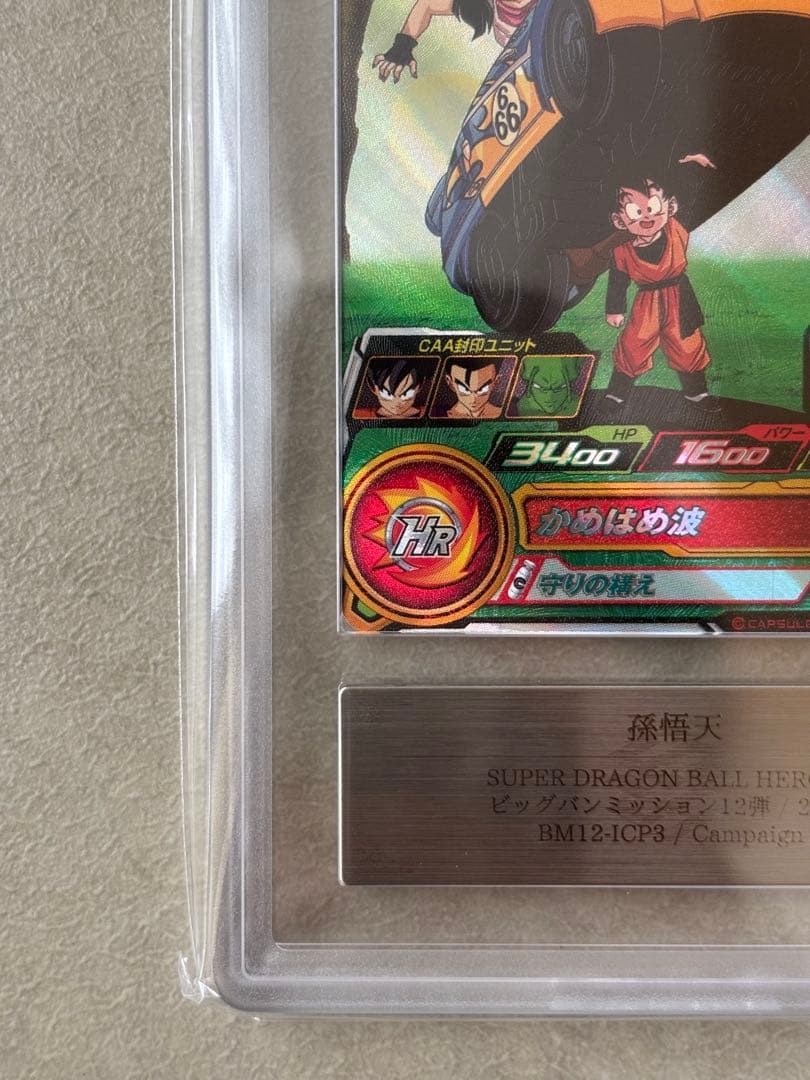 666
CAA封印ユニット
HP
パワー
3400
1600
HR
かめはめ波
C
守りの構え
©CAPSUL
孫悟天
SUPER DRAGON BALL HERO
ビッグバンミッション12弾 / 2
BM12-ICP3 / Campaign